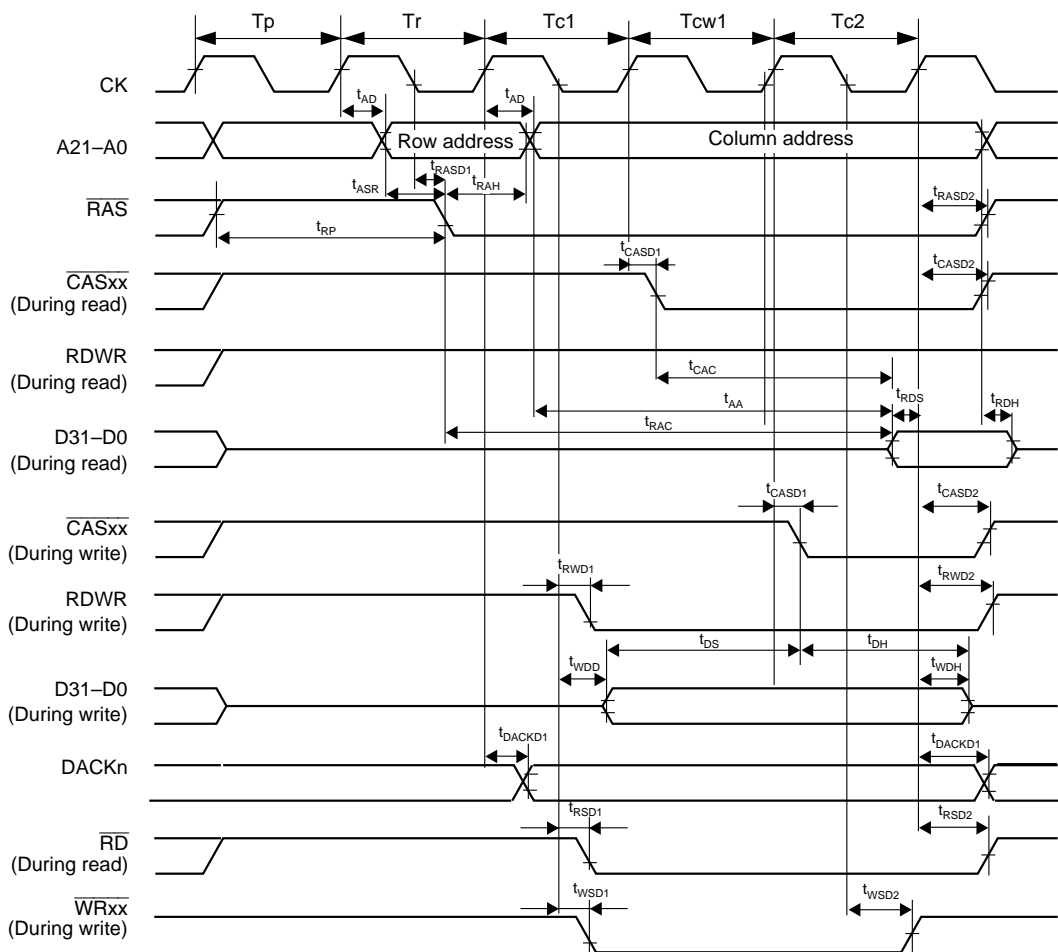 Tp Tr Tc1 Tcw1 Tc2
CK
tAD tAD
A21–A0 Row address Column address
tRASD1
tASR tRAH tRASD2
RAS
tRP
tCASD1 tCASD2
CASxx
(During read)
RDWR
(During read)
tCAC
tRDS tRDH
tAA
tRAC
D31–D0
(During read)
tCASD1 tCASD2
CASxx
(During write)
tRWD1 tRWD2
RDWR
(During write)
tDS tDH
tWDD tWDH
D31–D0
(During write)
tDACKD1 tDACKD1
DACKn
tRSD1 tRSD2
RD
(During read)
tWSD1 tWSD2
WRxx
(During write)